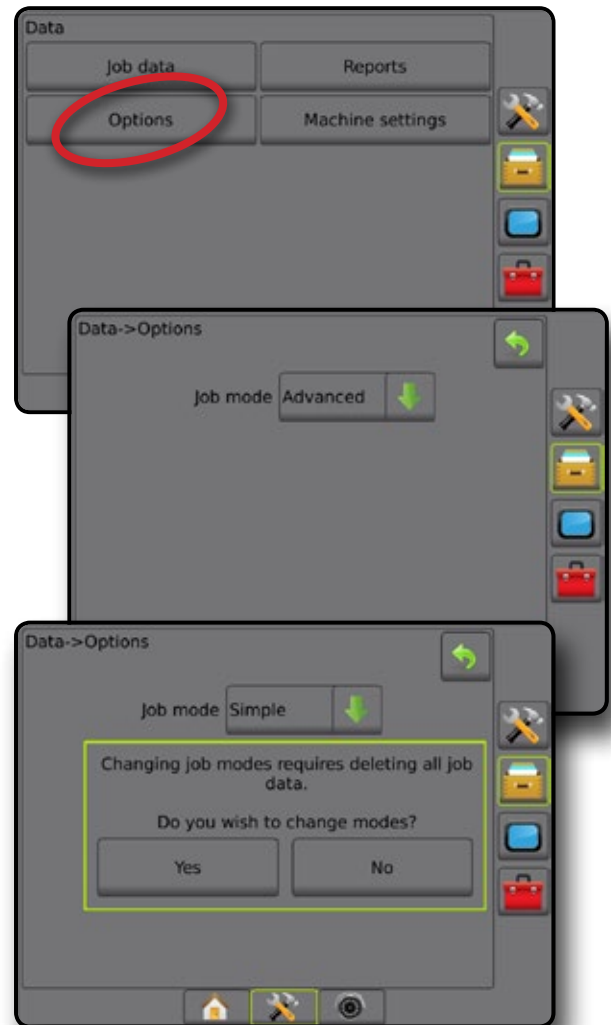 Data
Job data Reports
Options Machine settings
Data->Options
Job mode Advanced
Data->Options
Job mode Simple
Changing job modes requires deleting all job
data.
Do you wish to change modes?
Yes No